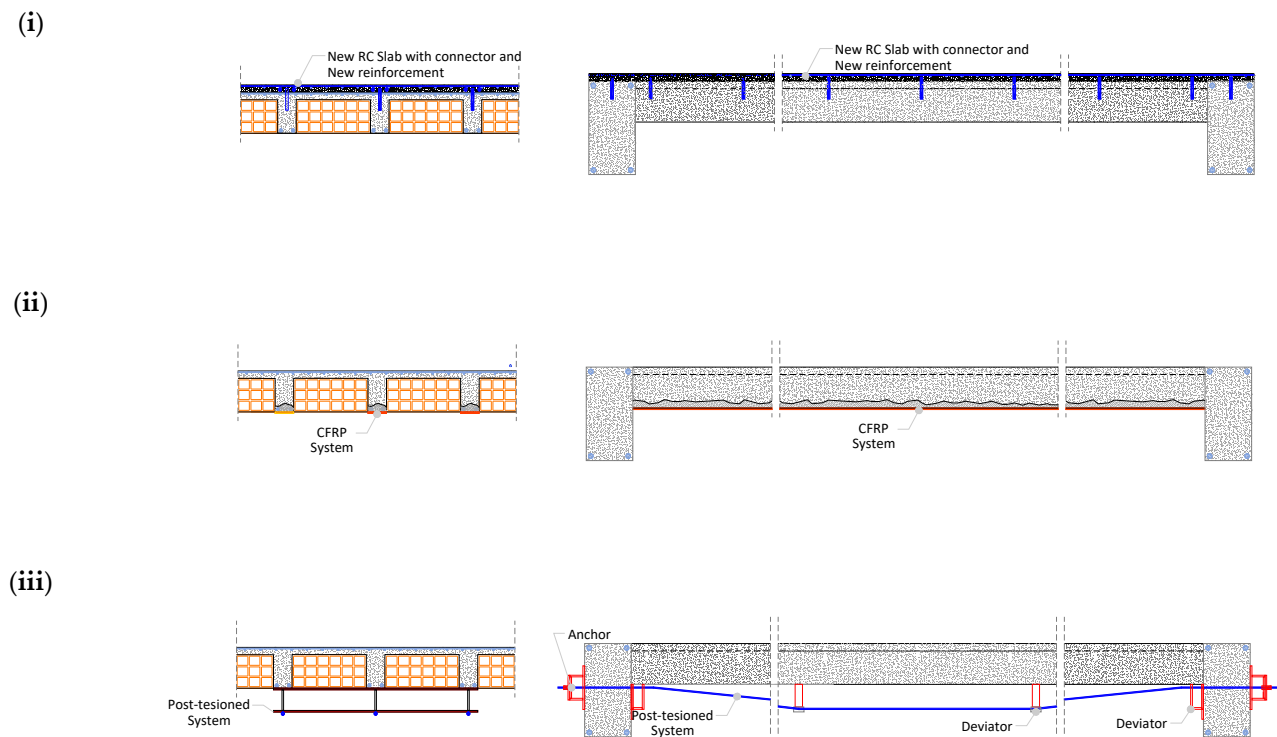 (i)
New RC Slab with connector and
New reinforcement
New RC Slab with connector and
New reinforcement
(ii)
CFRP
System
CFRP
System
(iii)
Anchor
Post-tesioned
System
Post-tesioned
System
Deviator
Deviator